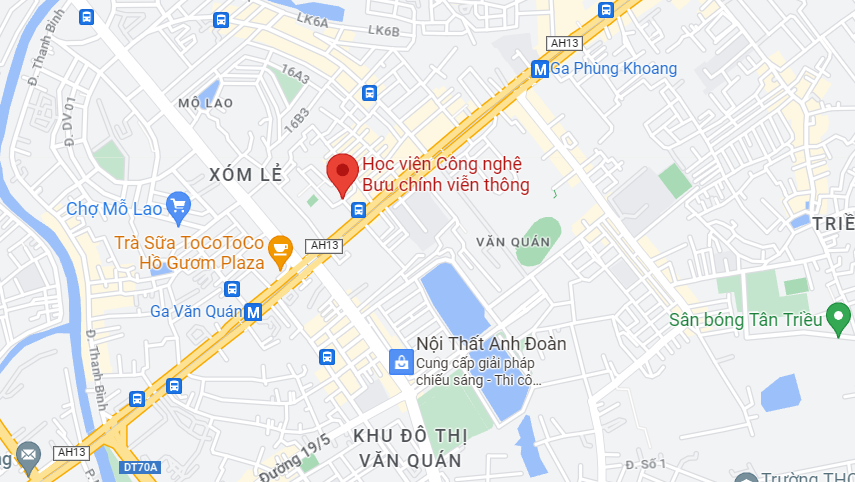 LK6A
LK6B
Đ. Thanh Bình
AH13
Ga Phùng Khoang
16A3
MỘ LAO
Q. DV 01
16B3
XÓM LẺ
Học viện Công nghệ
Bưu chính viễn thông
Chợ Mỗ Lao
TRIỀ
Trà Sữa ToCoToCo
Hồ Gươm Plaza
AH13
VĂN QUÁN
Ga Văn Quán
Sân bóng Tân Triều
Đ. Thanh Bình
Nội Thất Anh Đoàn
Cung cấp giải pháp
chiếu sáng - Thi cô...
KHU ĐÔ THỊ
VĂN QUÁN
Đường 19/5
AH13
DT70A
Đ. Số 1
Trường THC